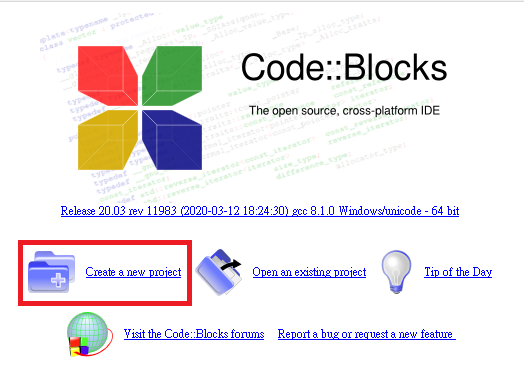 Code::Blocks
The open source, cross-platform IDE
Release 20.03 rev 11983 (2020-03-12 18:24:30) gcc 8.1.0 Windows/unicode - 64 bit
Create a new project
Open an existing project
Tip of the Day
Visit the Code::Blocks forums
Report a bug or request a new feature